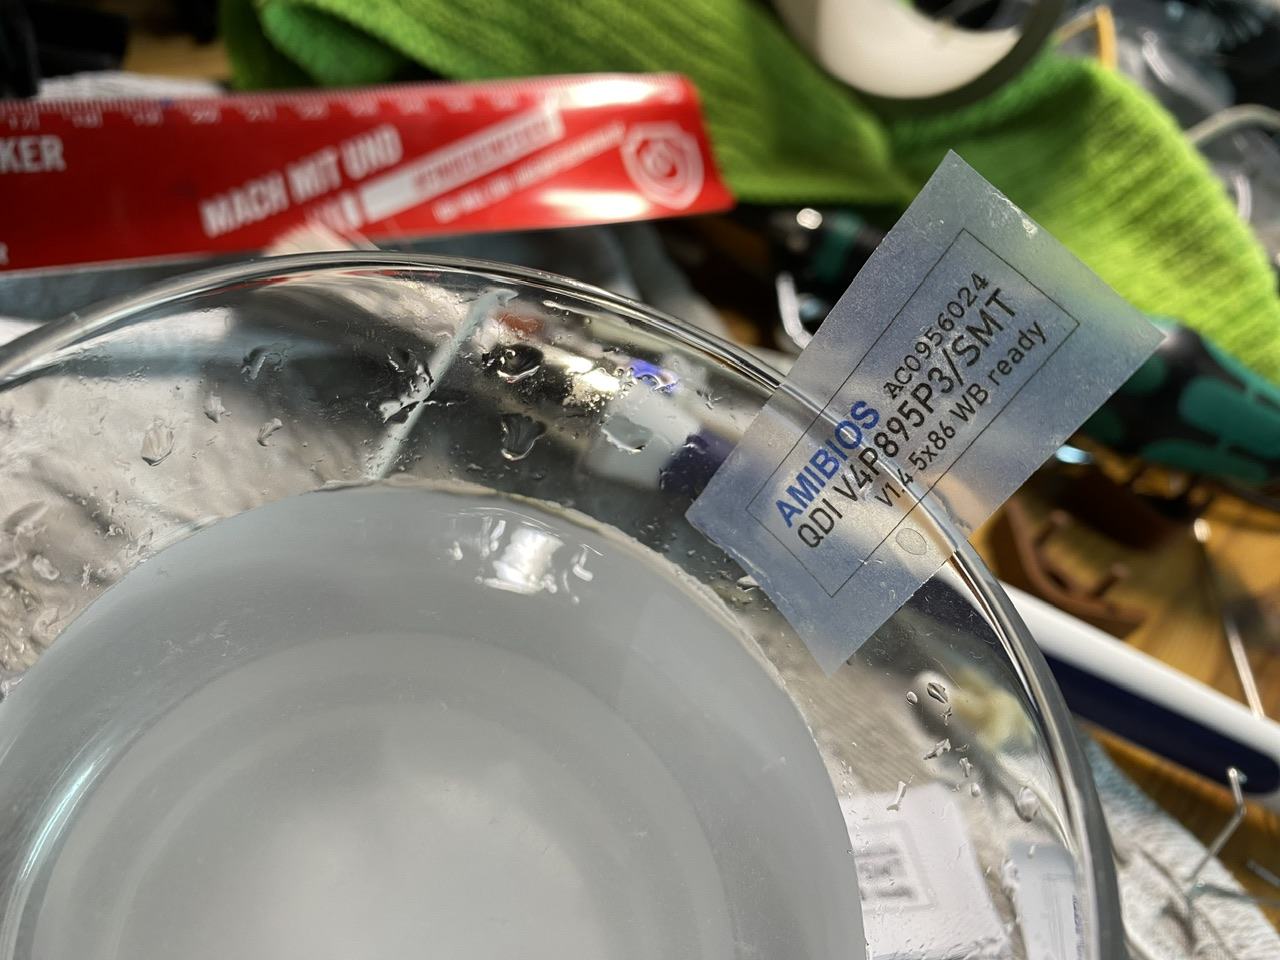 KER
MACH MIT UND
AMIBIOS AC0956024
QDI V4P895P3/SMT
V1.4 5x86 WB ready